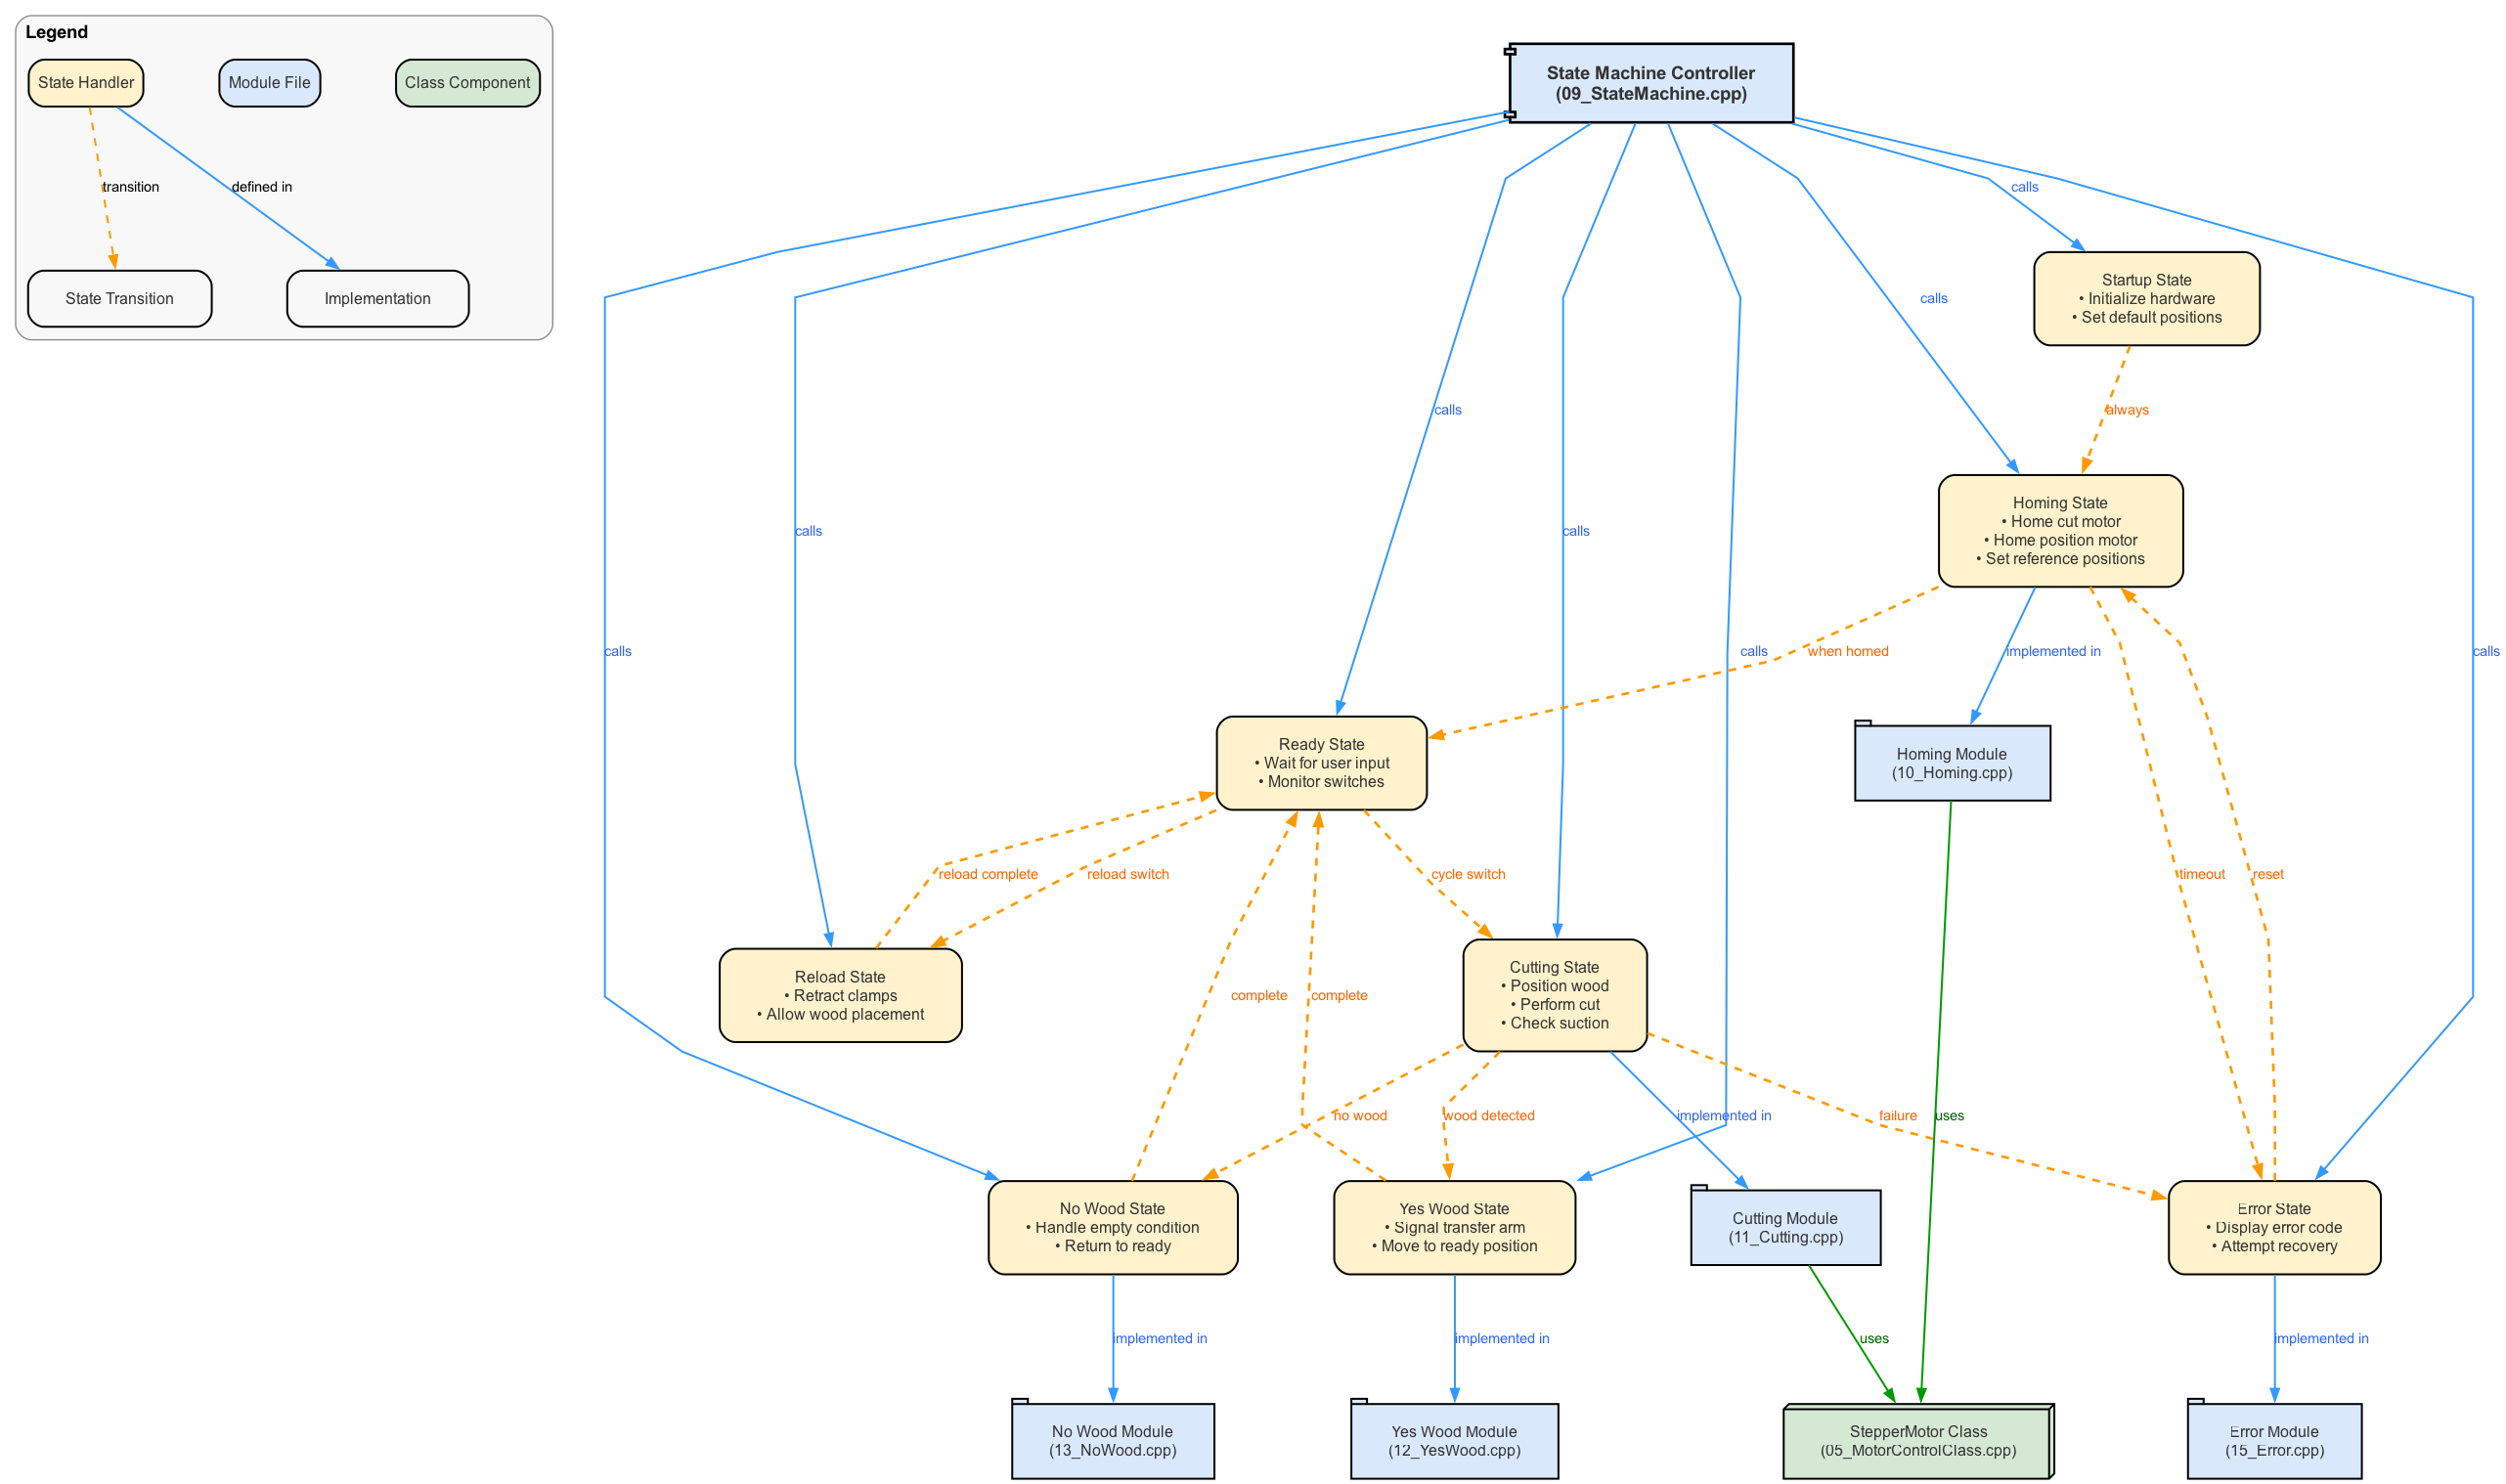 Legend
State Handler
Module File
Class Component
transition
defined in
State Transition
Implementation
State Machine Controller
(09_StateMachine.cpp)
calls
Startup State
• Initialize hardware
• Set default positions
calls
always
calls
Homing State
• Home cut motor
• Home position motor
• Set reference positions
calls
calls
calls
calls
when homed
implemented in
calls
Ready State
• Wait for user input
• Monitor switches
Homing Module
(10_Homing.cpp)
reload complete
reload switch
cycle switch
timeout
reset
Reload State
• Retract clamps
• Allow wood placement
complete
complete
Cutting State
• Position wood
• Perform cut
• Check suction
no wood
wood detected
implemented in
failure
uses
No Wood State
• Handle empty condition
• Return to ready
Yes Wood State
• Signal transfer arm
• Move to ready position
Cutting Module
(11_Cutting.cpp)
Error State
• Display error code
• Attempt recovery
implemented in
implemented in
uses
implemented in
No Wood Module
(13_NoWood.cpp)
Yes Wood Module
(12_YesWood.cpp)
StepperMotor Class
(05_MotorControlClass.cpp)
Error Module
(15_Error.cpp)